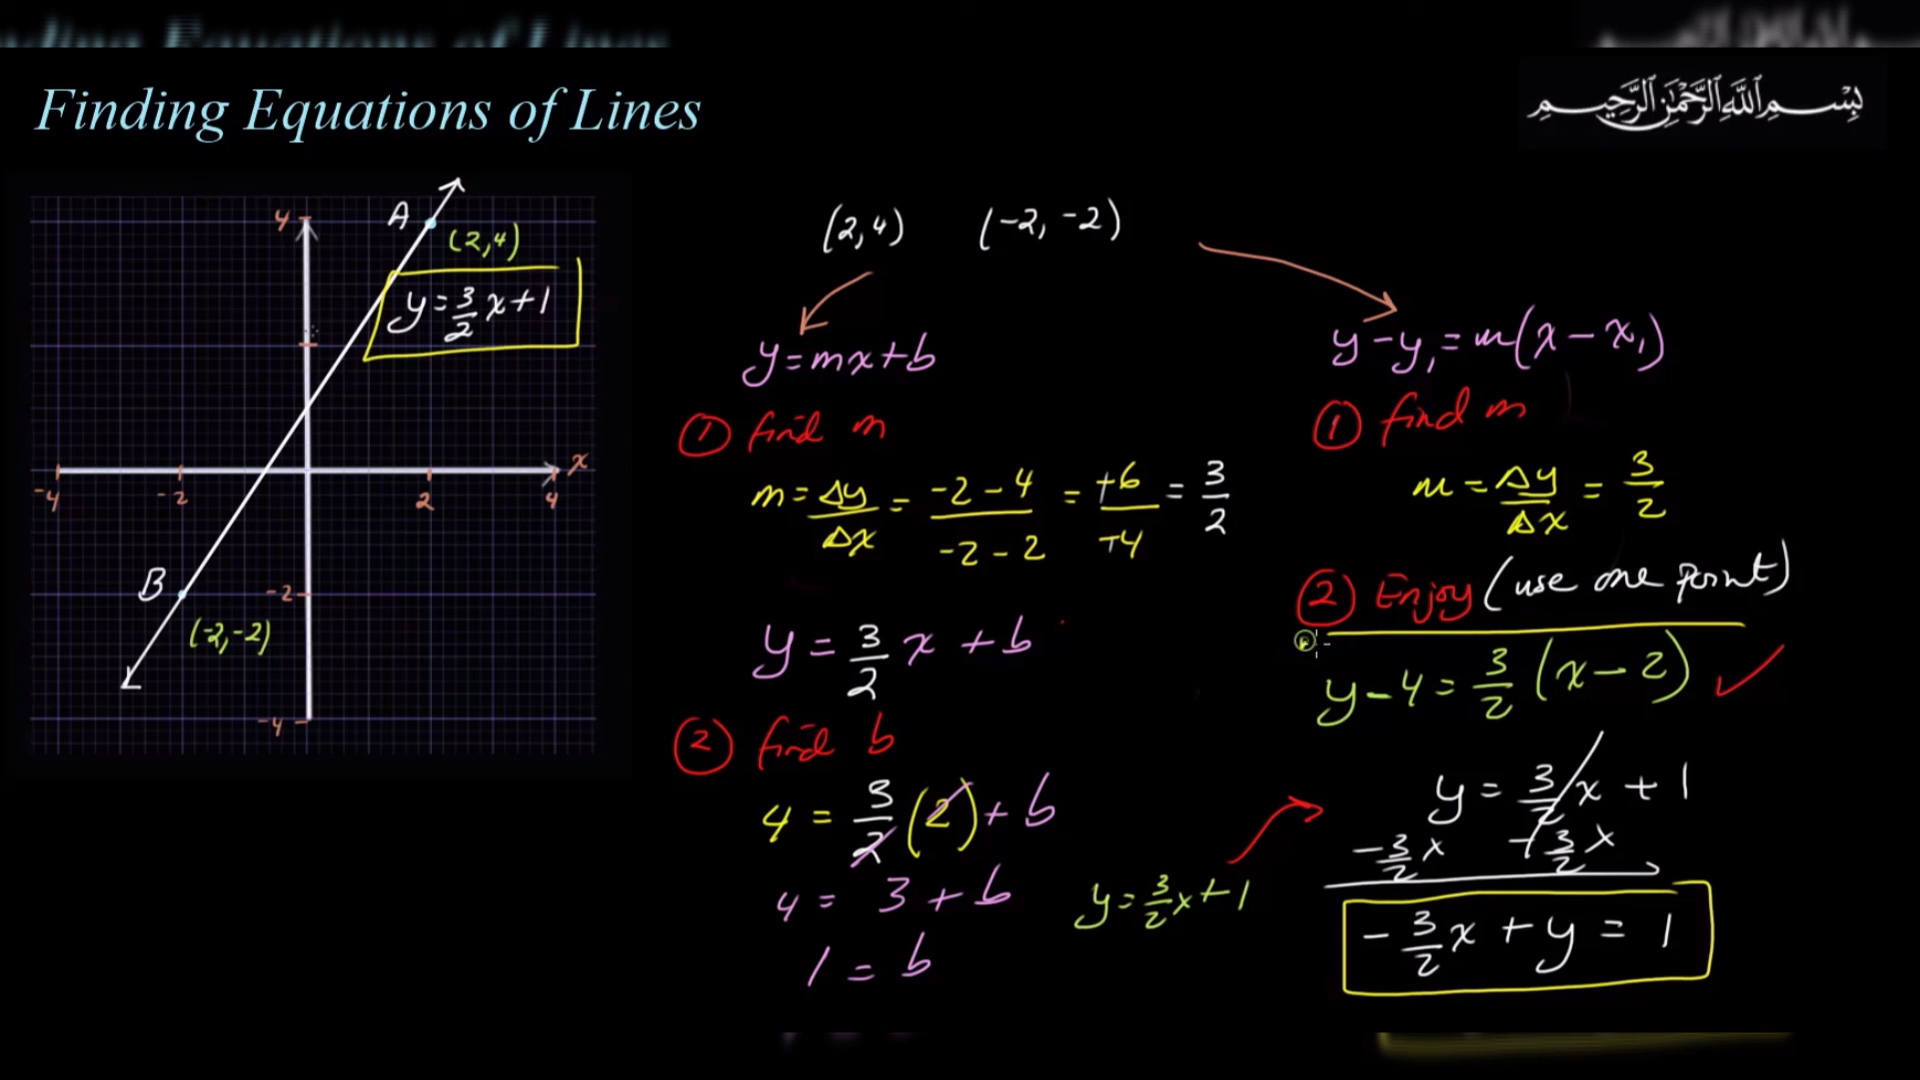 Finding Equations of Lines
بِسْمِ ٱللَّٰهِ ٱلرَّحْمَٰنِ ٱلرَّحِيمِ
4
A
(2,4)
y = 3/2 x + 1
x
-4 -2 2 4
B
-2
(-2,-2)
-4
(2,4) (-2,-2)
y = mx + b
① find m
m = Δy/Δx = (-2 - 4)/(-2 - 2) = +6/+4 = 3/2
y = 3/2 x + b
② find b
4 = 3/2 (2) + b
4 = 3 + b
1 = b
y = 3/2 x + 1
y - y₁ = m(x - x₁)
① find m
m = Δy/Δx = 3/2
② Enjoy (use one point)
y - 4 = 3/2 (x - 2) ✓
y = 3/2 x + 1
-3/2 x -3/2 x
-3/2 x + y = 1